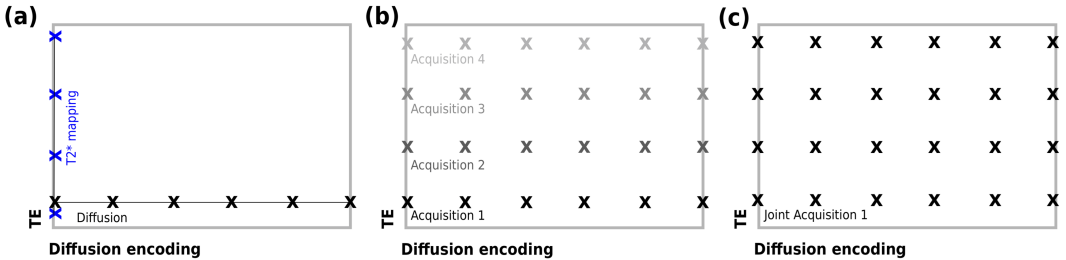 (a)
T2* mapping
Diffusion
TE
Diffusion encoding
(b)
Acquisition 4
Acquisition 3
Acquisition 2
Acquisition 1
TE
Diffusion encoding
(c)
Joint Acquisition 1
TE
Diffusion encoding